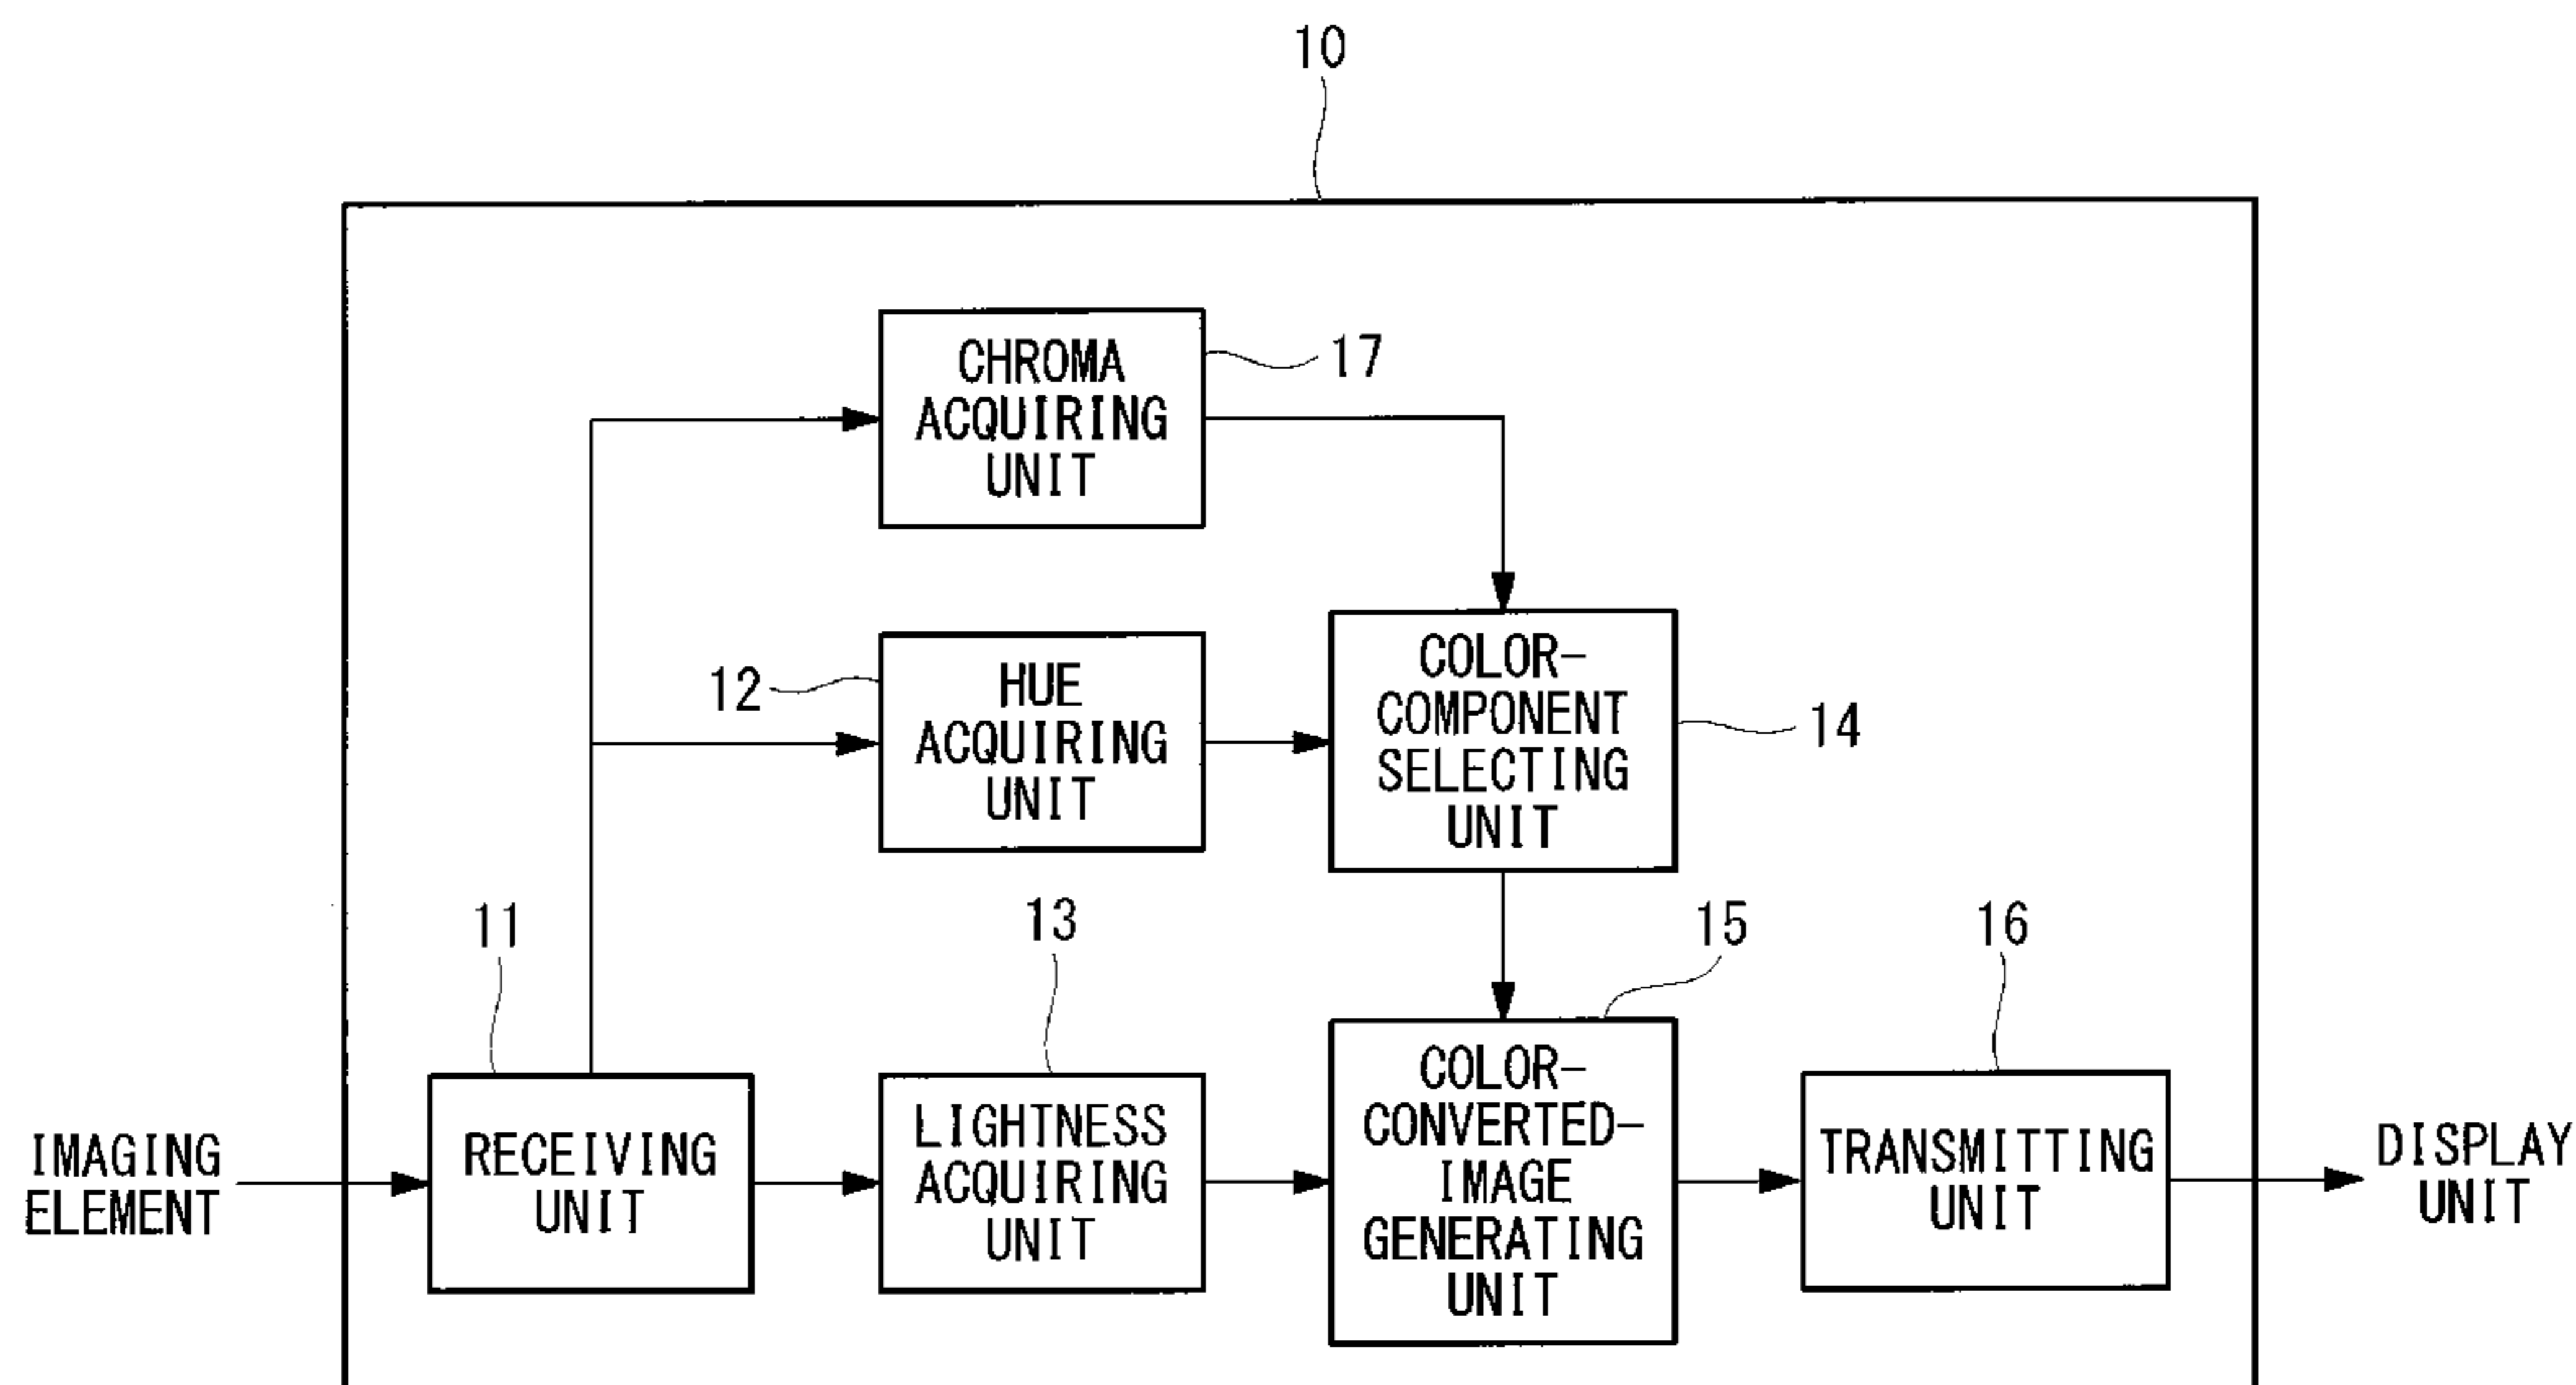 10
CHROMA
ACQUIRING
UNIT
17
12
HUE
ACQUIRING
UNIT
COLOR-
COMPONENT
SELECTING
UNIT
14
11
13
15
16
IMAGING
ELEMENT
RECEIVING
UNIT
LIGHTNESS
ACQUIRING
UNIT
COLOR-
CONVERTED-
IMAGE
GENERATING
UNIT
TRANSMITTING
UNIT
DISPLAY
UNIT